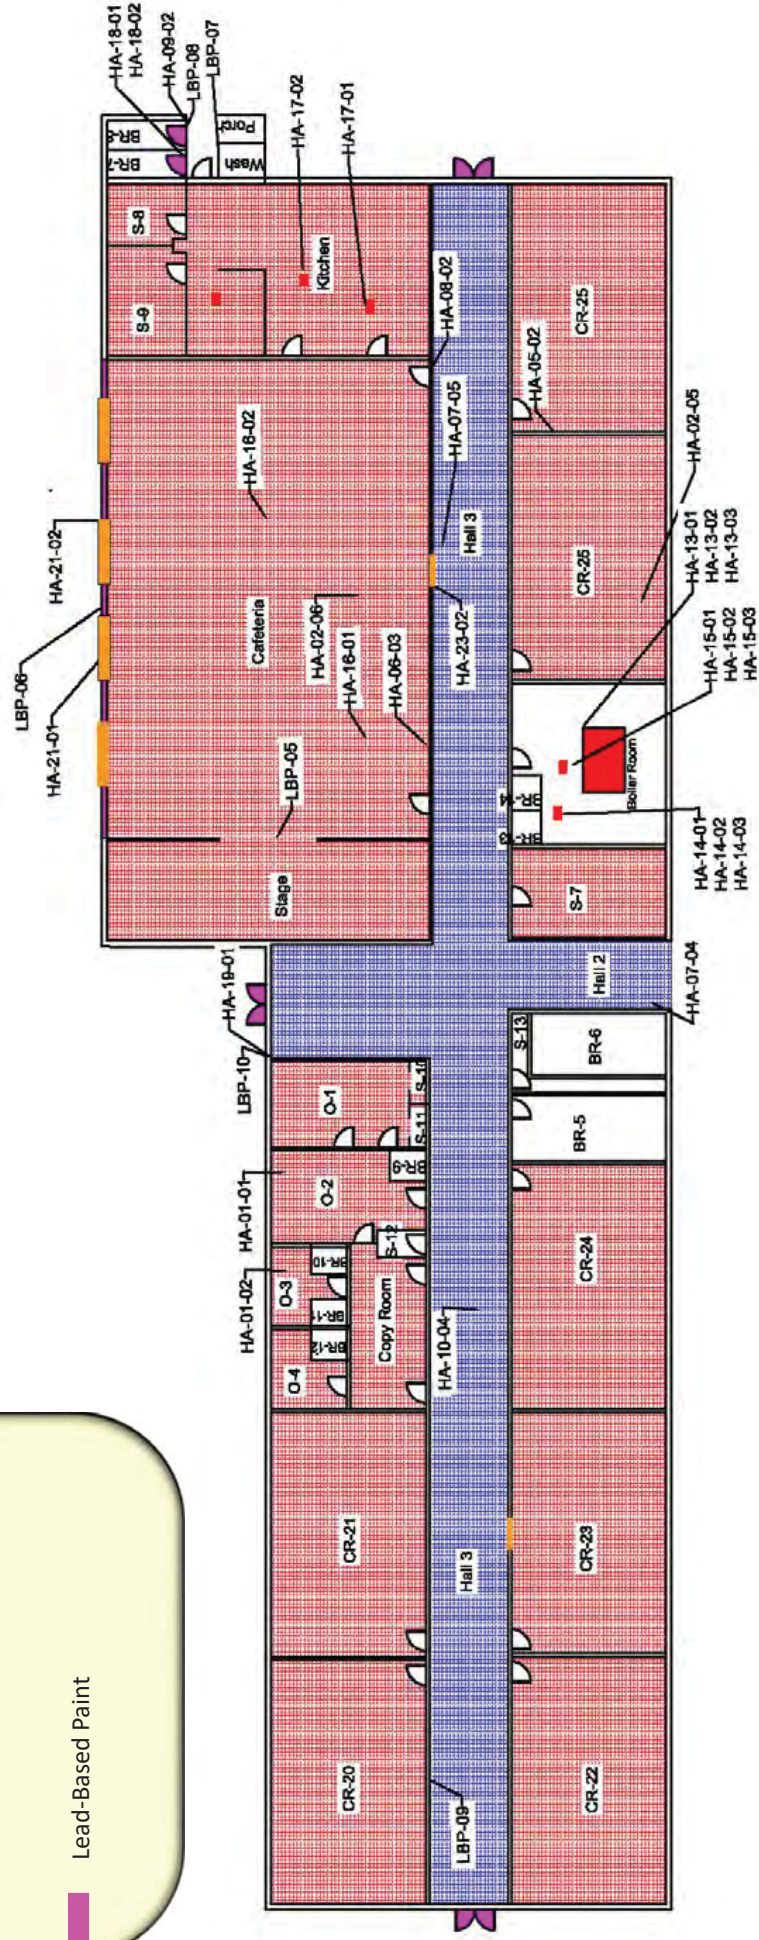 LBP-06
HA-21-01
HA-21-02
Lead-Based Paint
HA-18-01
HA-18-02
HA-09-02
LBP-08
LBP-07
BR-7
BR-8
S-9
S-8
Wash
Porch
HA-17-02
HA-17-01
Kitchen
HA-16-02
Cafeteria
HA-02-06
HA-16-01
HA-06-03
LBP-05
Stage
HA-08-02
HA-07-05
HA-23-02
Hall 3
HA-19-01
LBP-10
HA-01-01
HA-01-02
O-1
O-2
O-3
O-4
S-10
S-11
BR-9
S-12
BR-10
BR-11
BR-12
Copy Room
CR-21
CR-20
HA-10-04
Hall 3
LBP-09
CR-22
CR-23
CR-24
BR-5
S-13
BR-6
Hall 2
HA-07-04
S-7
BR-13
BR-14
Boiler Room
CR-25
CR-25
HA-05-02
HA-02-05
HA-13-01
HA-13-02
HA-13-03
HA-15-01
HA-15-02
HA-15-03
HA-14-01
HA-14-02
HA-14-03